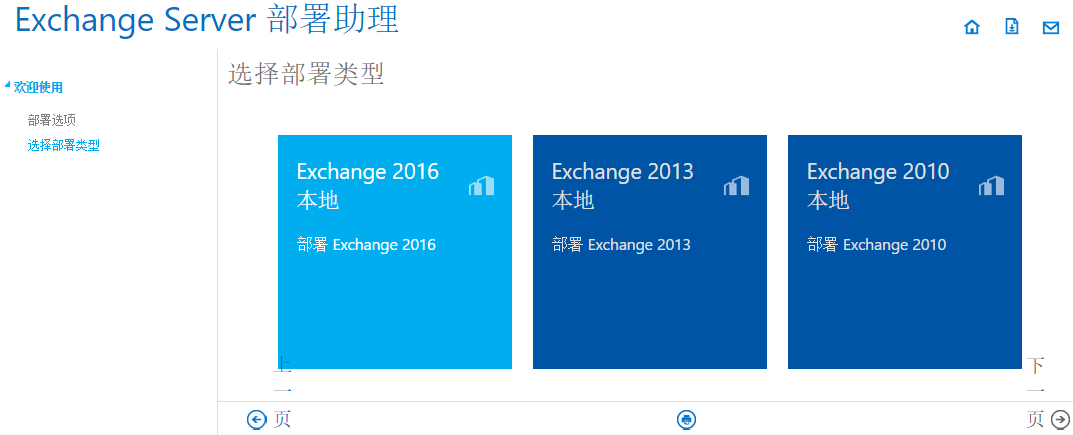 Exchange Server 部署助理
欢迎使用
部署选项
选择部署类型
选择部署类型
Exchange 2016
本地
部署 Exchange 2016
Exchange 2013
本地
部署 Exchange 2013
Exchange 2010
本地
部署 Exchange 2010
上
一
页
下
一
页